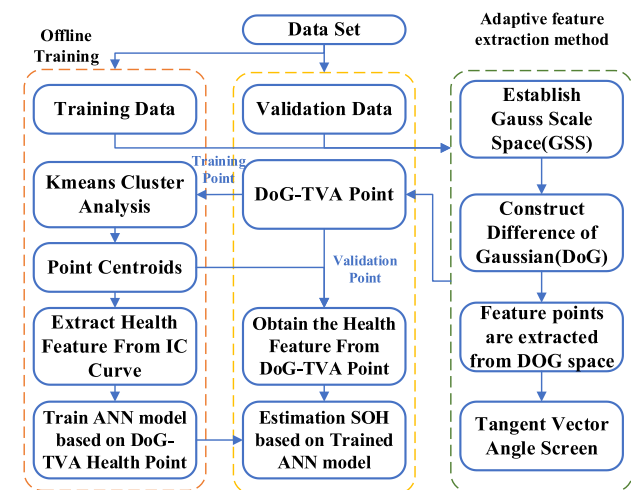 Data Set
Offline
Training
Adaptive feature
extraction method
Training Data
Validation Data
Establish
Gauss Scale
Space(GSS)
Training
Point
Kmeans Cluster
Analysis
DoG-TVA Point
Construct
Difference of
Gaussian(DoG)
Point Centroids
Validation
Point
Extract Health
Feature From IC
Curve
Obtain the Health
Feature From
DoG-TVA Point
Feature points
are extracted
from DOG space
Train ANN model
based on DoG-
TVA Health Point
Estimation SOH
based on Trained
ANN model
Tangent Vector
Angle Screen